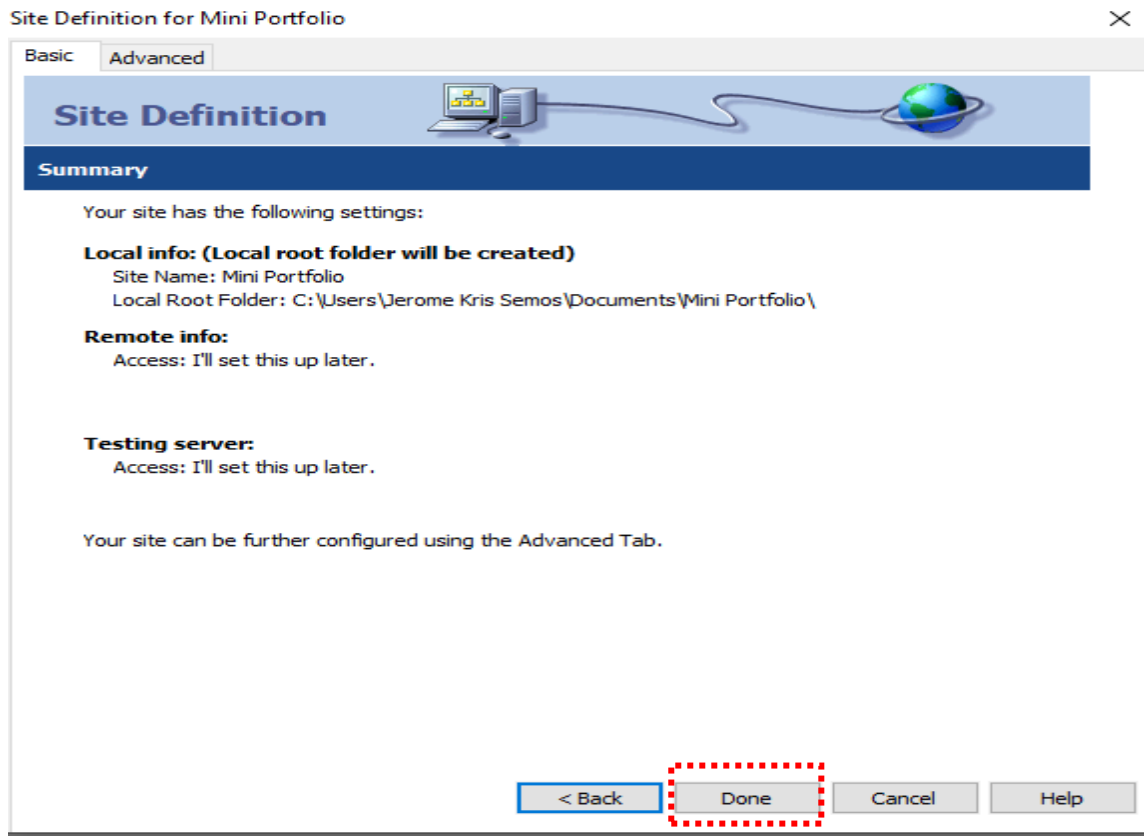 Site Definition for Mini Portfolio
Basic Advanced
Site Definition
Summary
Your site has the following settings:
Local info: (Local root folder will be created)
Site Name: Mini Portfolio
Local Root Folder: C:\Users\Jerome Kris Semos\Documents\Mini Portfolio\
Remote info:
Access: I'll set this up later.
Testing server:
Access: I'll set this up later.
Your site can be further configured using the Advanced Tab.
< Back Done Cancel Help